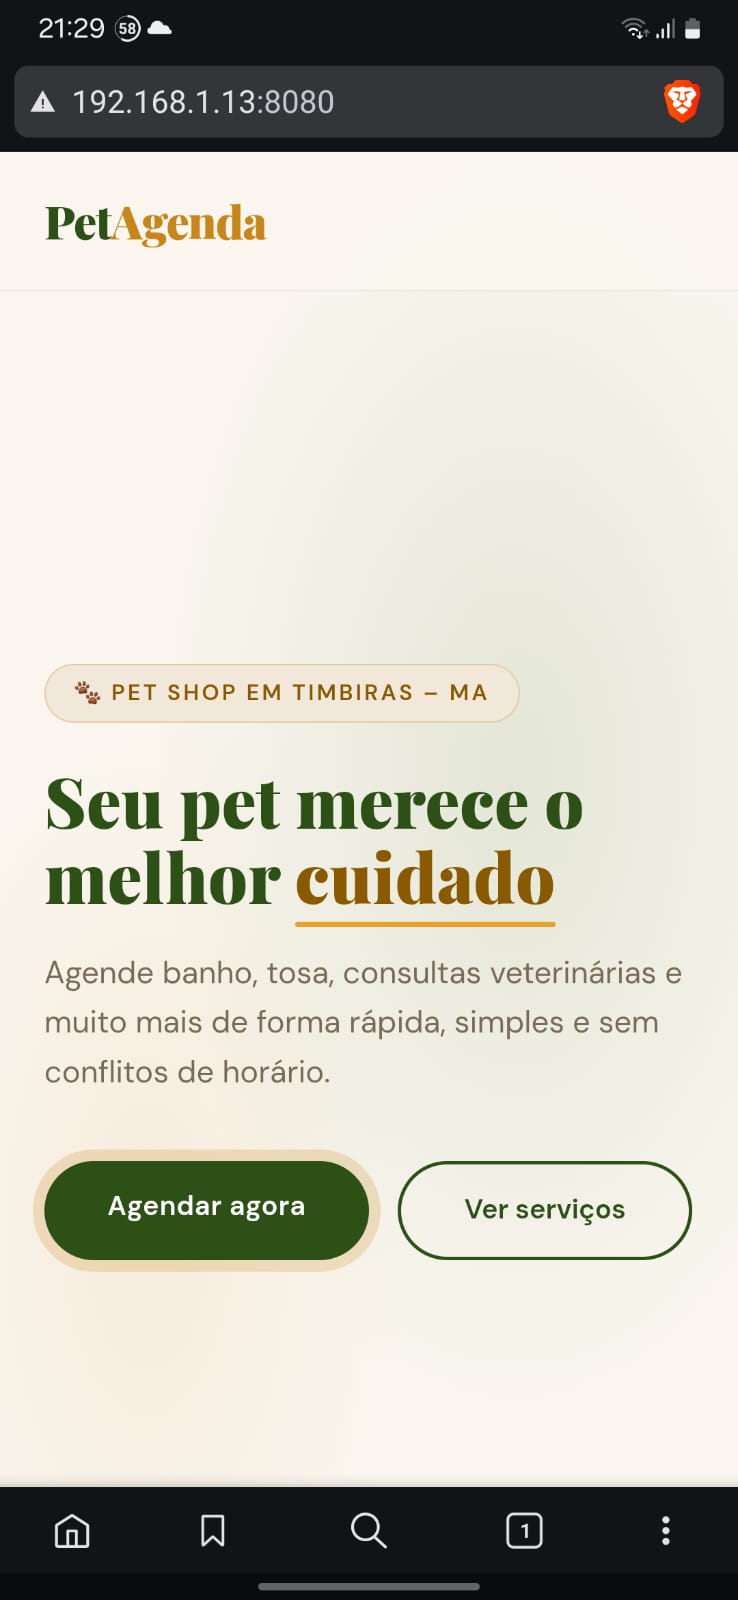 21:29 58
192.168.1.13:8080
PetAgenda
PET SHOP EM TIMBIRAS – MA
Seu pet merece o
melhor cuidado
Agende banho, tosa, consultas veterinárias e
muito mais de forma rápida, simples e sem
conflitos de horário.
Agendar agora
Ver serviços
1